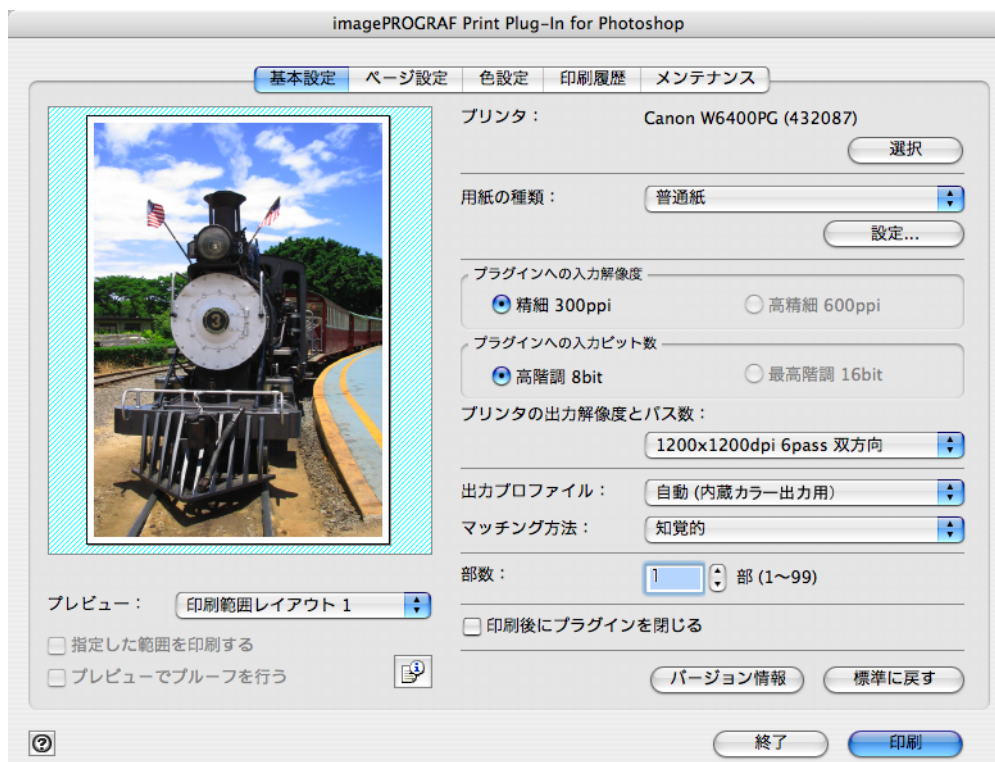 imagePROGRAF Print Plug-In for Photoshop
基本設定 ページ設定 色設定 印刷履歴 メンテナンス
プリンタ： Canon W6400PG (432087)
選択
用紙の種類： 普通紙
設定...
プラグインへの入力解像度
精細 300ppi 高精細 600ppi
プラグインへの入力ビット数
高階調 8bit 最高階調 16bit
プリンタの出力解像度とパス数：
1200x1200dpi 6pass 双方向
出力プロファイル： 自動 (内蔵カラー出力用)
マッチング方法： 知覚的
部数： 1 部 (1〜99)
プレビュー： 印刷範囲レイアウト 1
印刷後にプラグインを閉じる
指定した範囲を印刷する
プレビューでプルーフを行う
バージョン情報 標準に戻す
終了 印刷
3
3